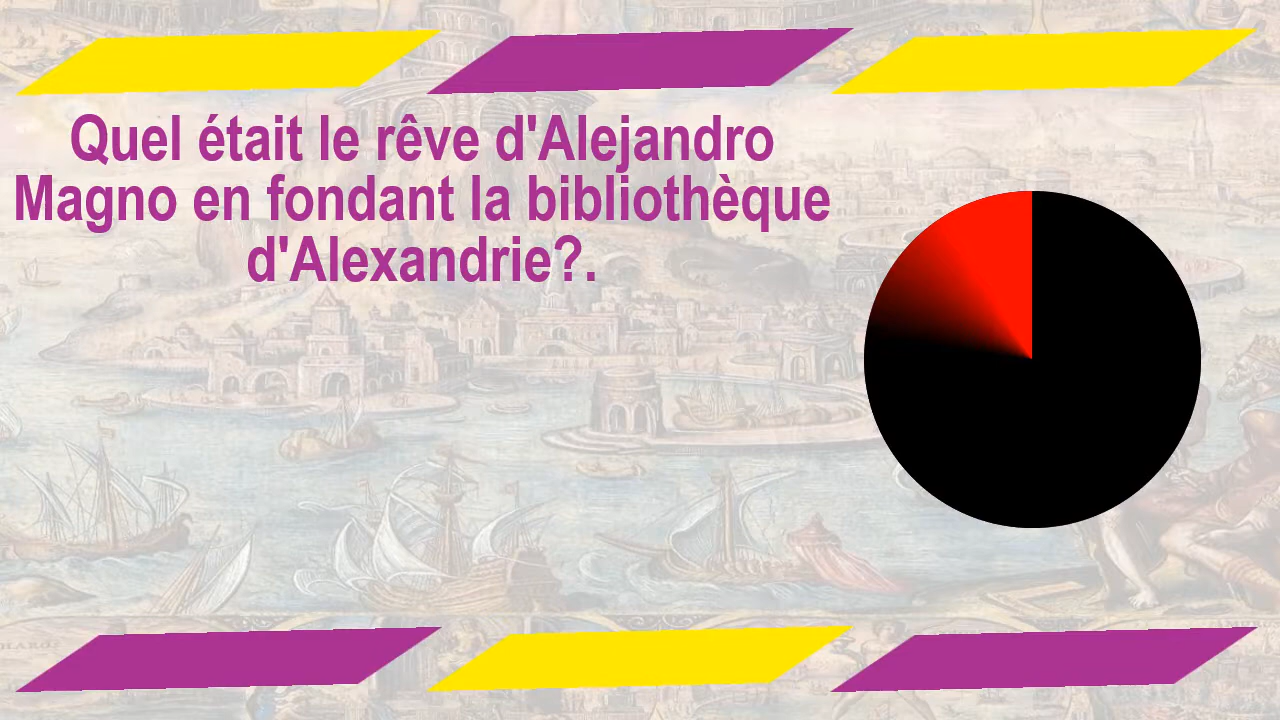 Quel était le rêve d'Alejandro
Magno en fondant la bibliothèque
d'Alexandrie?.